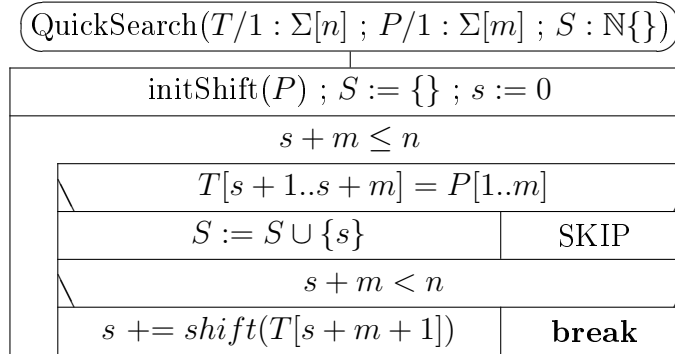 QuickSearch(T/1 : Σ[n] ; P/1 : Σ[m] ; S : ℕ{})
initShift(P) ; S := {} ; s := 0
s + m ≤ n
T[s + 1..s + m] = P[1..m]
S := S ∪ {s} SKIP
s + m < n
s += shift(T[s + m + 1]) break